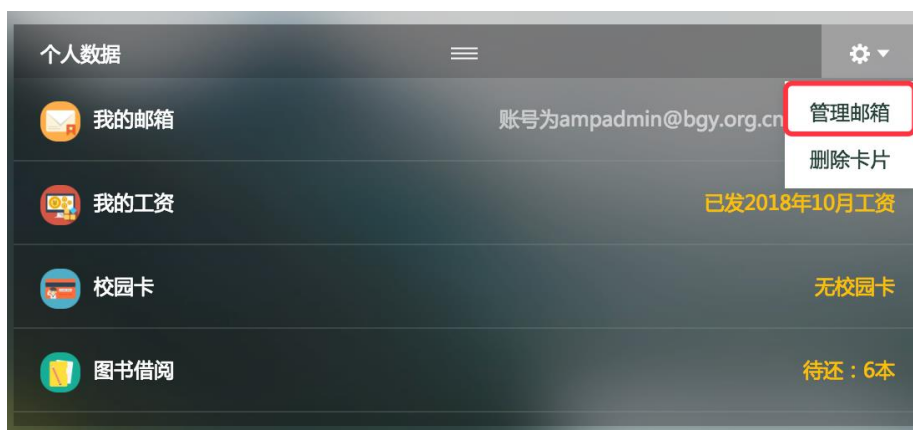 个人数据
管理邮箱
我的邮箱
账号为ampadmin@bgy.org.cn
删除卡片
我的工资
已发2018年10月工资
校园卡
无校园卡
图书借阅
待还：6本